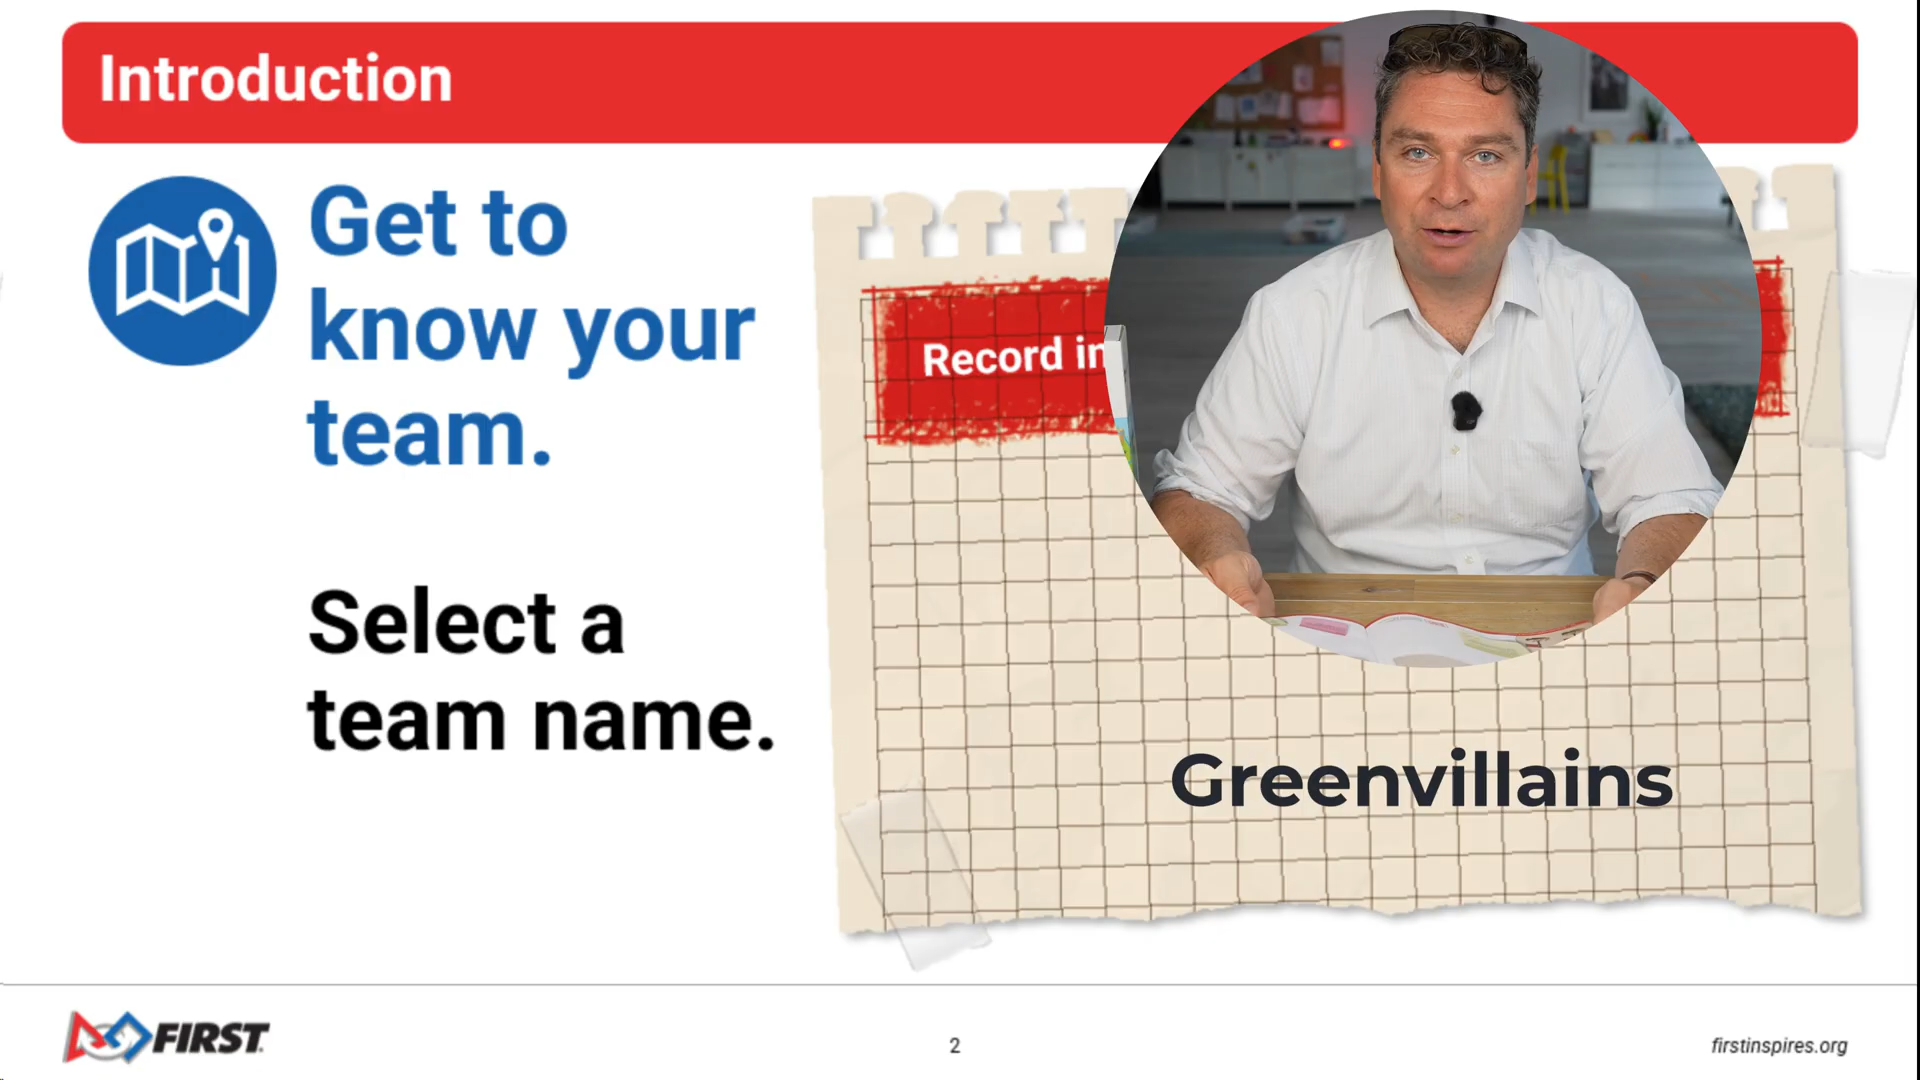 Introduction
Get to
know your
team.
Select a
team name.
Record in
Greenvillains
FIRST
2
firstinspires.org